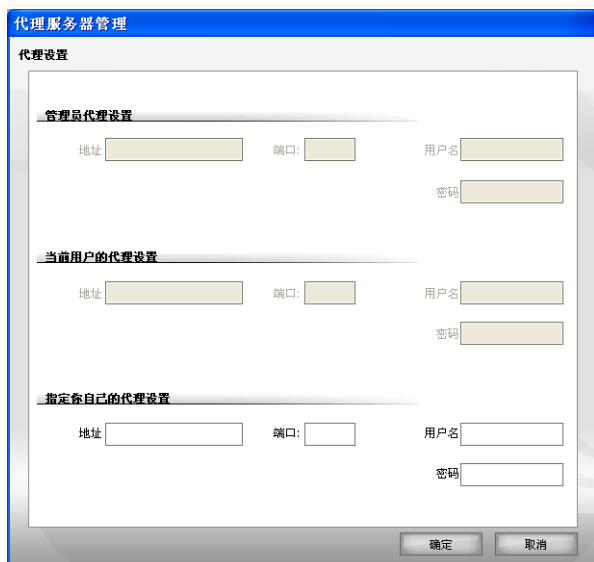 代理服务器管理
代理设置
管理员代理设置
地址 端口: 用户名
密码
当前用户的代理设置
地址 端口: 用户名
密码
指定你自己的代理设置
地址 端口: 用户名
密码
确定 取消